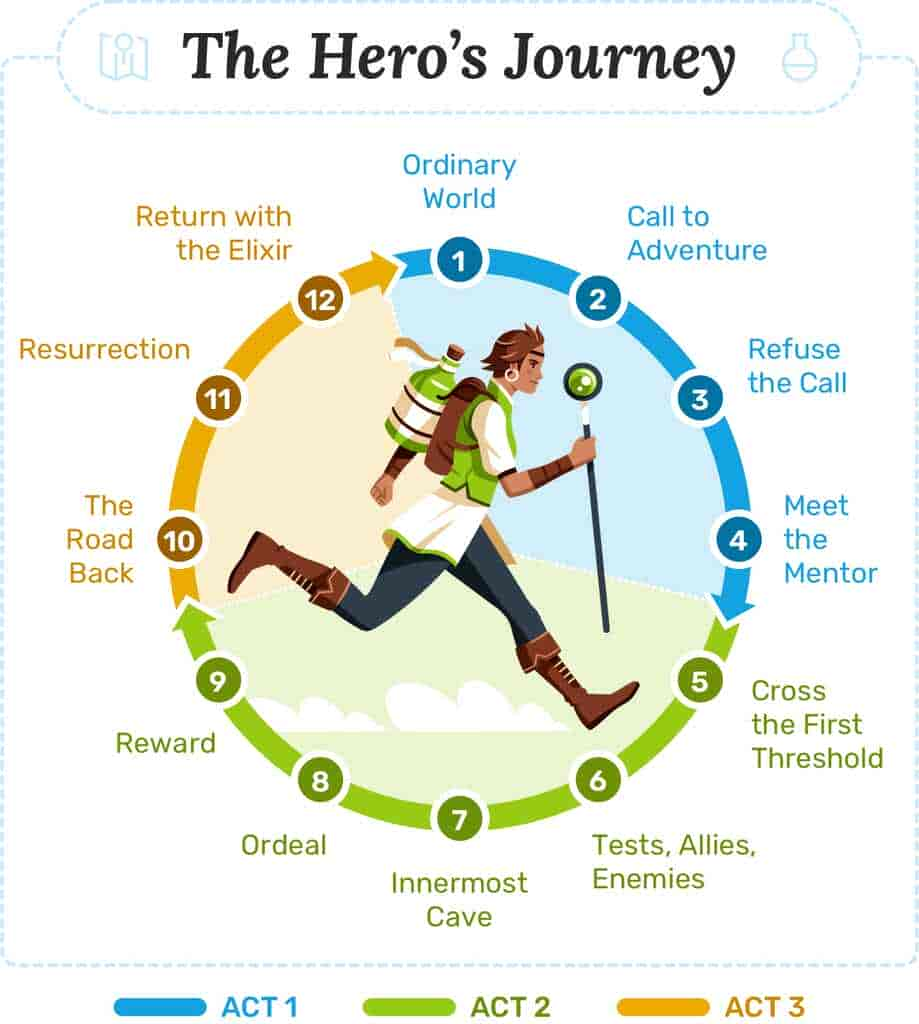 The Hero’s Journey
1
Ordinary
World
2
Call to
Adventure
3
Refuse
the Call
4
Meet
the
Mentor
5
Cross
the First
Threshold
6
Tests, Allies,
Enemies
7
Innermost
Cave
8
Ordeal
9
Reward
10
The
Road
Back
11
Resurrection
12
Return with
the Elixir
ACT 1
ACT 2
ACT 3